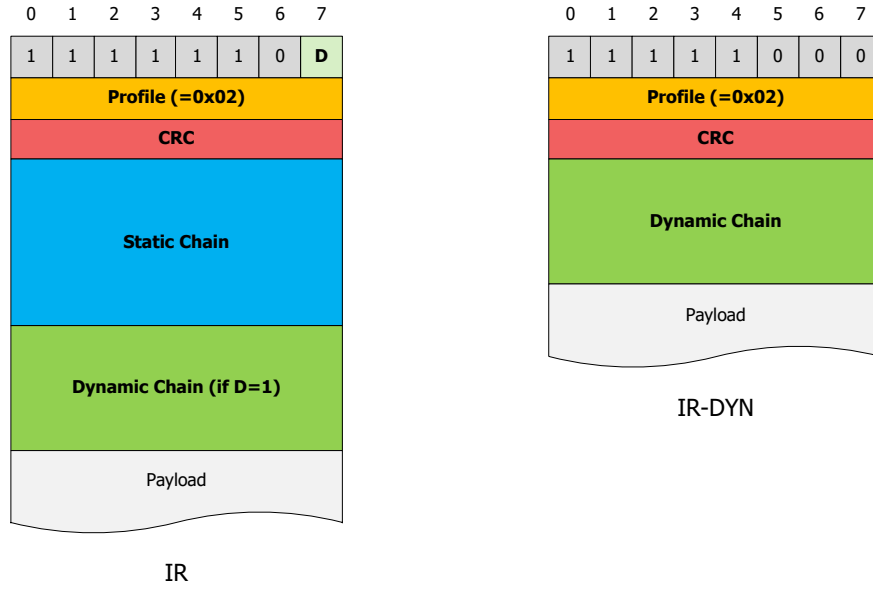 0 1 2 3 4 5 6 7
1 1 1 1 1 1 0 D
Profile (=0x02)
CRC
Static Chain
Dynamic Chain (if D=1)
Payload
IR
0 1 2 3 4 5 6 7
1 1 1 1 1 0 0 0
Profile (=0x02)
CRC
Dynamic Chain
Payload
IR-DYN